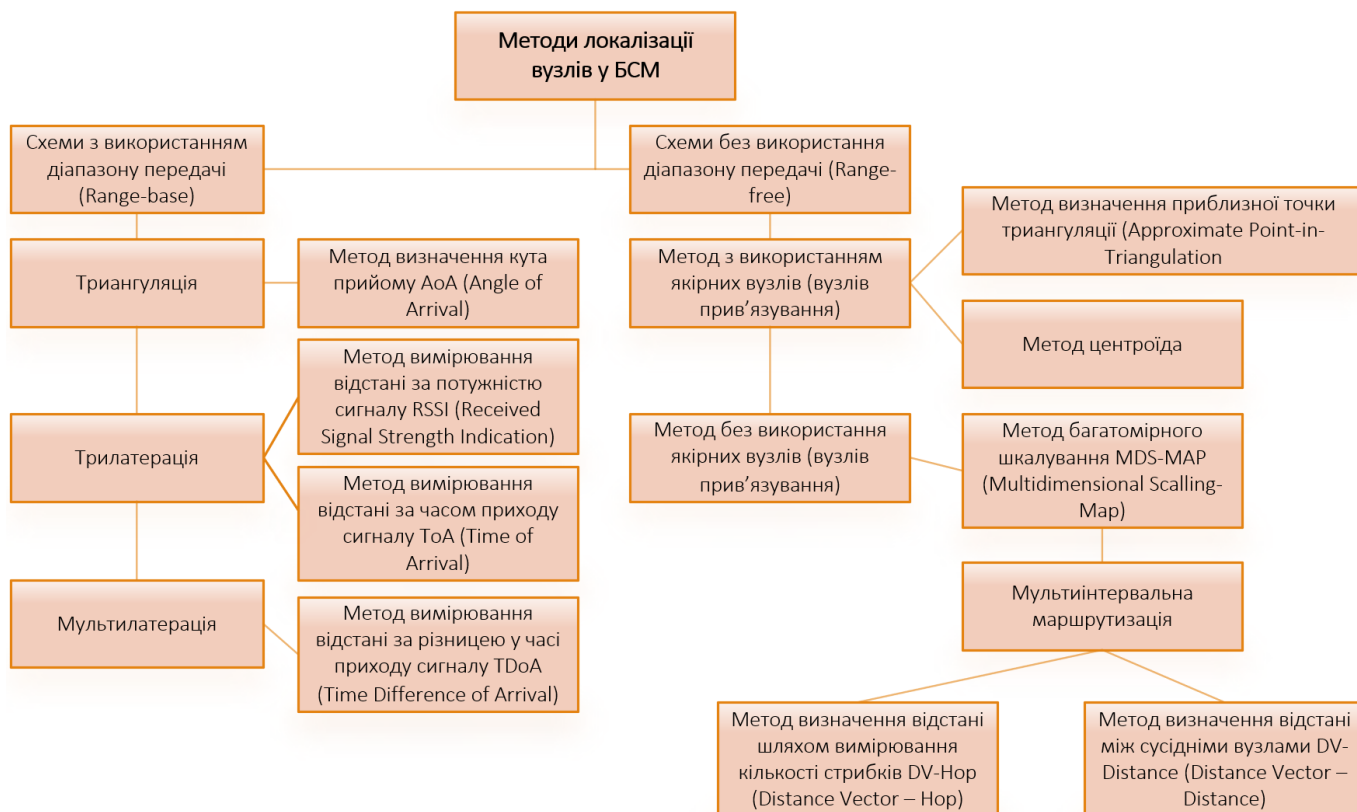 Методи локалізації
вузлів у БСМ
Схеми з використанням
діапазону передачі
(Range-base)
Схеми без використання
діапазону передачі (Range-
free)
Триангуляція
Метод визначення кута
прийому AoA (Angle of
Arrival)
Метод з використанням
якірних вузлів (вузлів
прив’язування)
Метод визначення приблизної точки
триангуляції (Approximate Point-in-
Triangulation
Метод центроїда
Трилатерація
Метод вимірювання
відстані за потужністю
сигналу RSSI (Received
Signal Strength Indication)
Метод вимірювання
відстані за часом приходу
сигналу ToA (Time of
Arrival)
Метод без використання
якірних вузлів (вузлів
прив’язування)
Метод багатомірного
шкалування MDS-MAP
(Multidimensional Scalling-
Map)
Мультилатерація
Метод вимірювання
відстані за різницею у часі
приходу сигналу TDoA
(Time Difference of Arrival)
Мультиінтервальна
маршрутизація
Метод визначення відстані
шляхом вимірювання
кількості стрибків DV-Hop
(Distance Vector – Hop)
Метод визначення відстані
між сусідніми вузлами DV-
Distance (Distance Vector –
Distance)